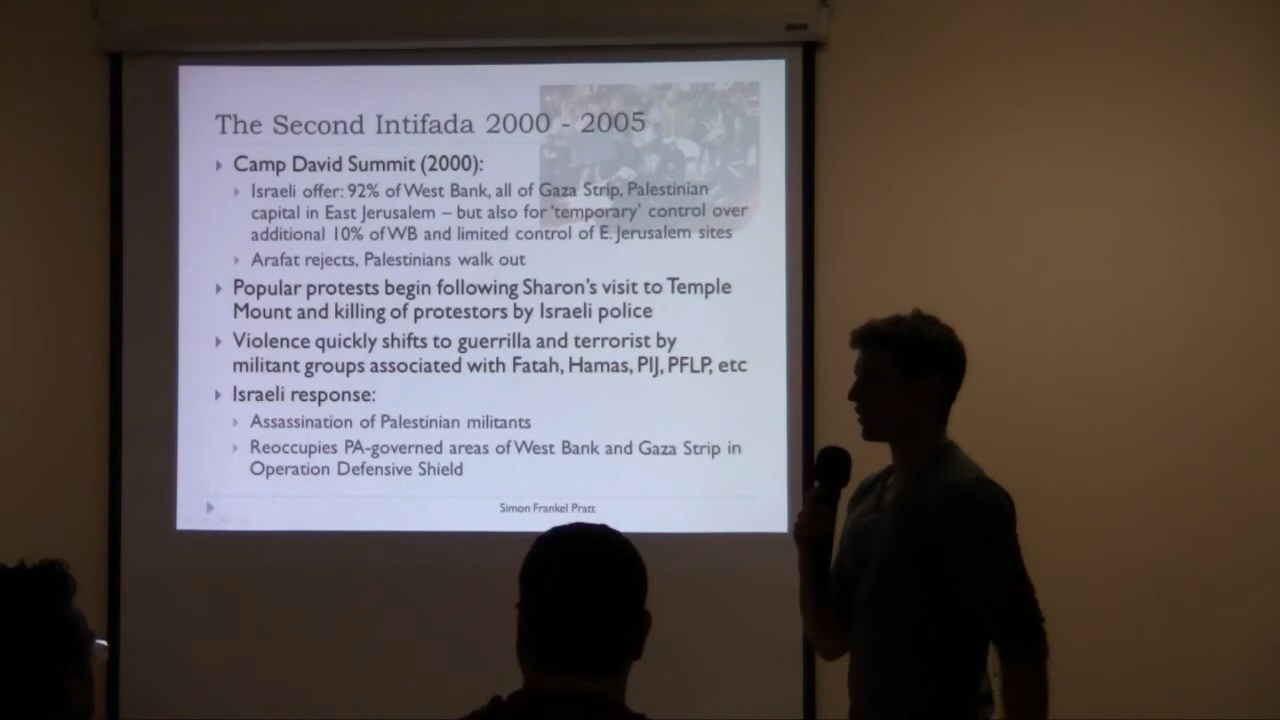 The Second Intifada 2000 - 2005
Camp David Summit (2000):
Israeli offer: 92% of West Bank, all of Gaza Strip, Palestinian
capital in East Jerusalem – but also for 'temporary' control over
additional 10% of WB and limited control of E. Jerusalem sites
Arafat rejects, Palestinians walk out
Popular protests begin following Sharon's visit to Temple
Mount and killing of protestors by Israeli police
Violence quickly shifts to guerrilla and terrorist by
militant groups associated with Fatah, Hamas, PIJ, PFLP, etc
Israeli response:
Assassination of Palestinian militants
Reoccupies PA-governed areas of West Bank and Gaza Strip in
Operation Defensive Shield
Simon Frankel Pratt